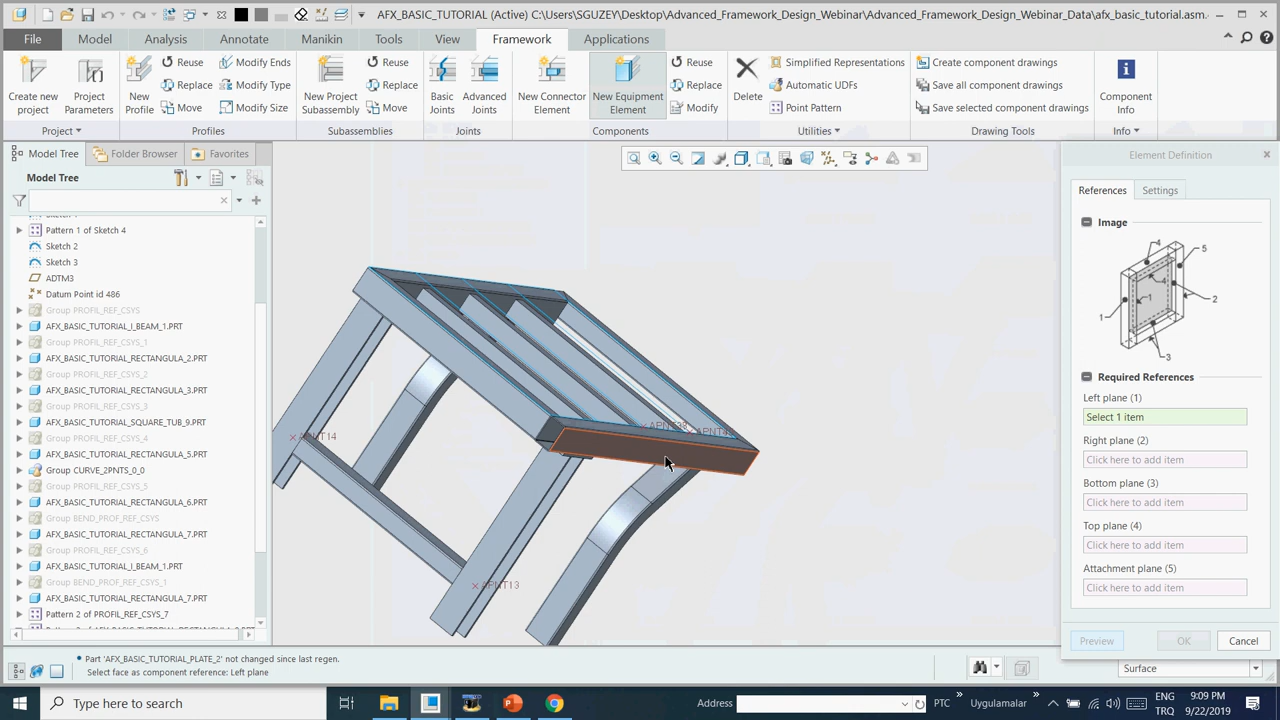 AFX_BASIC_TUTORIAL (Active) C:\Users\SGUZEY\Desktop\Advanced_Framework_Design_Webinar\Advanced_Framework_Design_Webinar_Data\afx_basic_tutorial.asm...
File Model Analysis Annotate Manikin Tools View Framework Applications
Create new project
Project Parameters
New Profile
Reuse
Replace
Move
Modify Ends
Modify Type
Modify Size
New Project Subassembly
Reuse
Replace
Move
Basic Joints
Advanced Joints
New Connector Element
New Equipment Element
Reuse
Replace
Modify
Delete
Simplified Representations
Automatic UDFs
Point Pattern
Create component drawings
Save all component drawings
Save selected component drawings
Component Info
Project Profiles Subassemblies Joints Components Utilities Drawing Tools Info
Model Tree Folder Browser Favorites
Model Tree
Pattern 1 of Sketch 4
Sketch 2
Sketch 3
ADTM3
Datum Point id 486
Group PROFIL_REF_CSYS
AFX_BASIC_TUTORIAL_I_BEAM_1.PRT
Group PROFIL_REF_CSYS_1
AFX_BASIC_TUTORIAL_RECTANGULA_2.PRT
Group PROFIL_REF_CSYS_2
AFX_BASIC_TUTORIAL_RECTANGULA_3.PRT
Group PROFIL_REF_CSYS_3
AFX_BASIC_TUTORIAL_SQUARE_TUB_9.PRT
Group PROFIL_REF_CSYS_4
AFX_BASIC_TUTORIAL_RECTANGULA_5.PRT
Group CURVE_2PNTS_0_0
Group PROFIL_REF_CSYS_5
AFX_BASIC_TUTORIAL_RECTANGULA_6.PRT
Group BEND_PROF_REF_CSYS
AFX_BASIC_TUTORIAL_RECTANGULA_7.PRT
Group PROFIL_REF_CSYS_6
AFX_BASIC_TUTORIAL_I_BEAM_1.PRT
Group BEND_PROF_REF_CSYS_1
AFX_BASIC_TUTORIAL_RECTANGULA_7.PRT
Pattern 2 of PROFIL_REF_CSYS_7
APNT14
APNT13
Element Definition
References Settings
Image
4
5
4
1
2
1
3
Required References
Left plane (1)
Select 1 item
Right plane (2)
Click here to add item
Bottom plane (3)
Click here to add item
Top plane (4)
Click here to add item
Attachment plane (5)
Click here to add item
Preview OK Cancel
• Part 'AFX_BASIC_TUTORIAL_PLATE_2' not changed since last regen.
Select face as component reference: Left plane
Surface
Type here to search
Address
PTC
Uygulamalar
ENG
TRQ
9:09 PM
9/22/2019